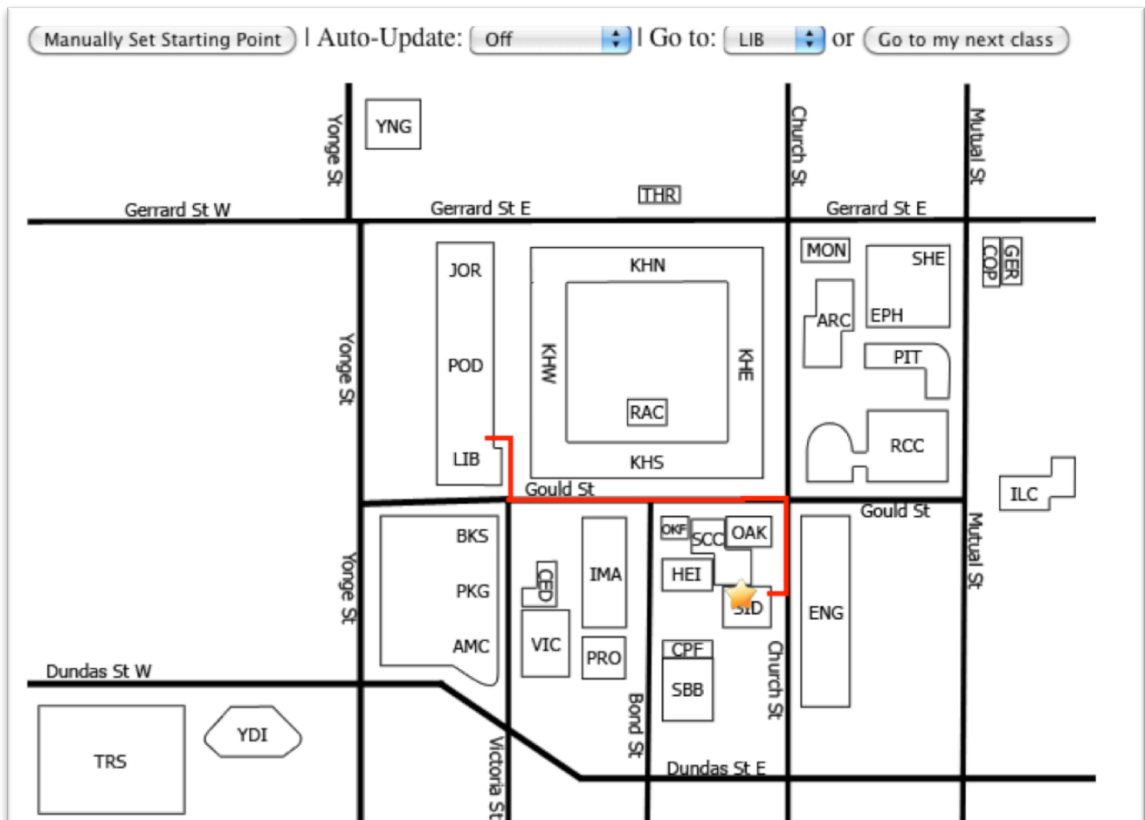 Manually Set Starting Point | Auto-Update: Off | Go to: LIB or Go to my next class
YNG
Yonge St
Church St
Mutual St
THR
Gerrard St W
Gerrard St E
Gerrard St E
JOR
KHN
MON
SHE
COP
GER
ARC
EPH
Yonge St
POD
KHW
KHE
PIT
RAC
LIB
KHS
RCC
ILC
Gould St
Gould St
Mutual St
BKS
OKF
SCC
OAK
Yonge St
CED
IMA
HEI
PKG
SID
ENG
AMC
VIC
PRO
CPF
Church St
Dundas St W
SBB
Bond St
YDI
TRS
Victoria St
Dundas St E